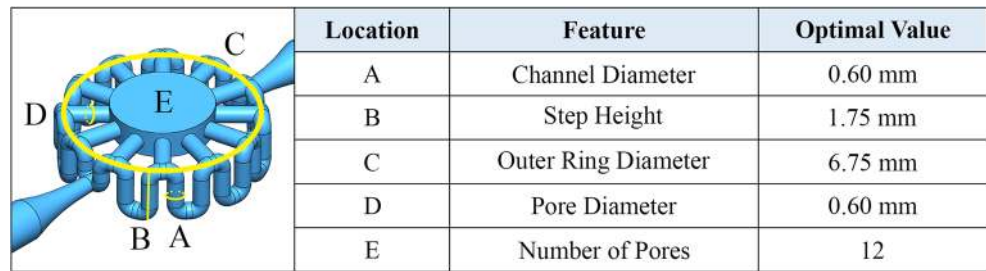 C
E
D
B A
Location Feature Optimal Value
A Channel Diameter 0.60 mm
B Step Height 1.75 mm
C Outer Ring Diameter 6.75 mm
D Pore Diameter 0.60 mm
E Number of Pores 12